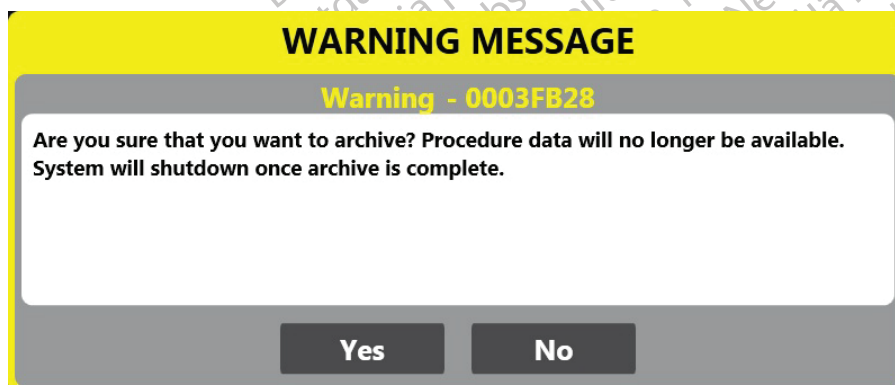 WARNING MESSAGE
Warning - 0003FB28
Are you sure that you want to archive? Procedure data will no longer be available.
System will shutdown once archive is complete.
Yes
No